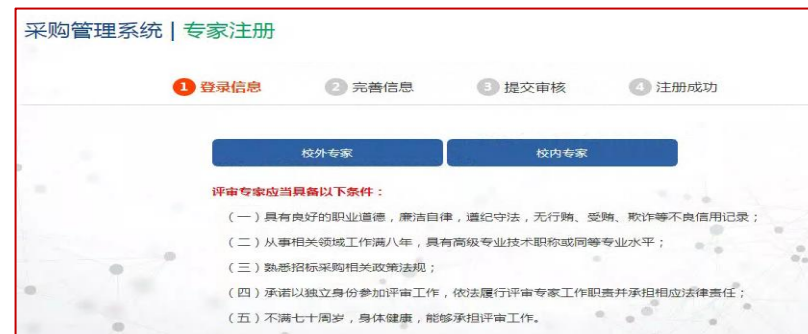 采购管理系统 | 专家注册
1 登录信息 2 完善信息 3 提交审核 4 注册成功
校外专家 校内专家
评审专家应当具备以下条件：
（一）具有良好的职业道德，廉洁自律，遵纪守法，无行贿、受贿、欺诈等不良信用记录；
（二）从事相关领域工作满八年，具有高级专业技术职称或同等专业水平；
（三）熟悉招标采购相关政策法规；
（四）承诺以独立身份参加评审工作，依法履行评审专家工作职责并承担相应法律责任；
（五）不满七十周岁，身体健康，能够承担评审工作。